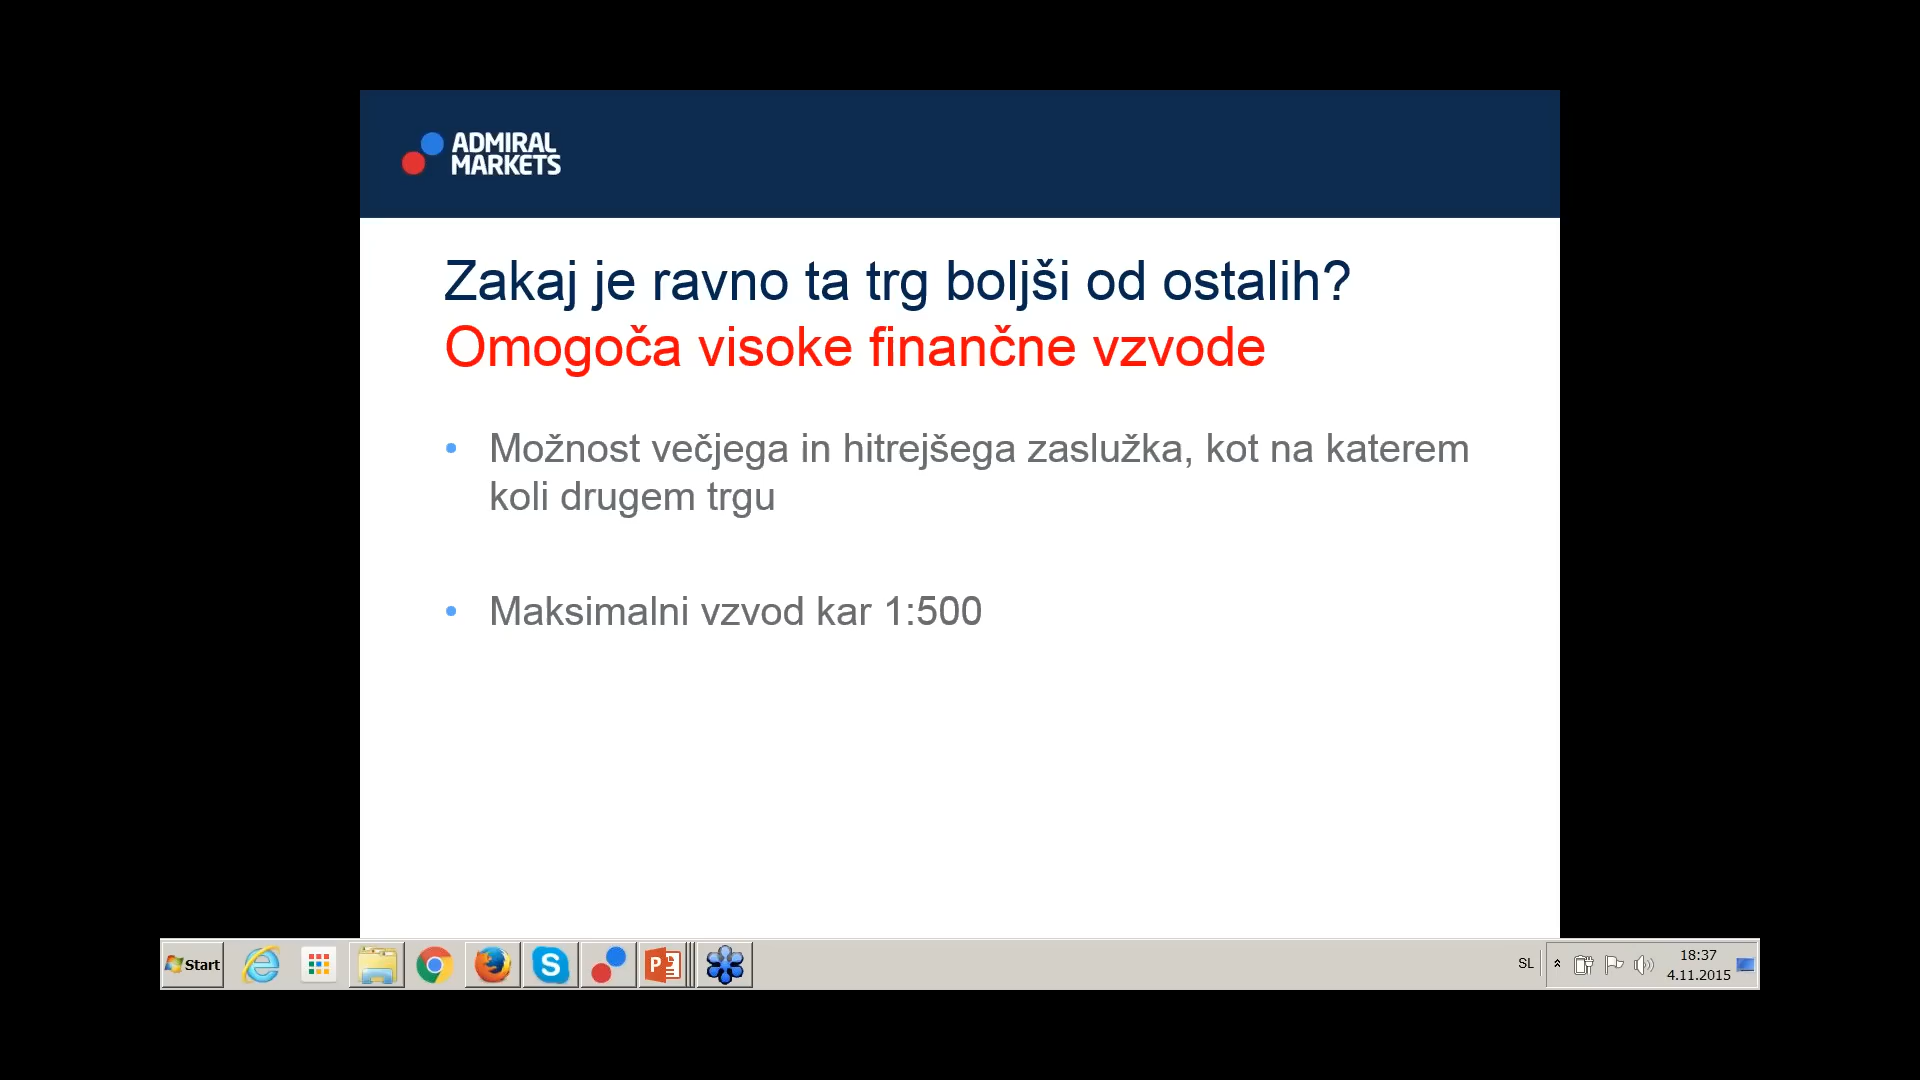 ADMIRAL
MARKETS
Zakaj je ravno ta trg boljši od ostalih?
Omogoča visoke finančne vzvode
• Možnost večjega in hitrejšega zaslužka, kot na katerem
koli drugem trgu
• Maksimalni vzvod kar 1:500
Start
SL
18:37
4.11.2015